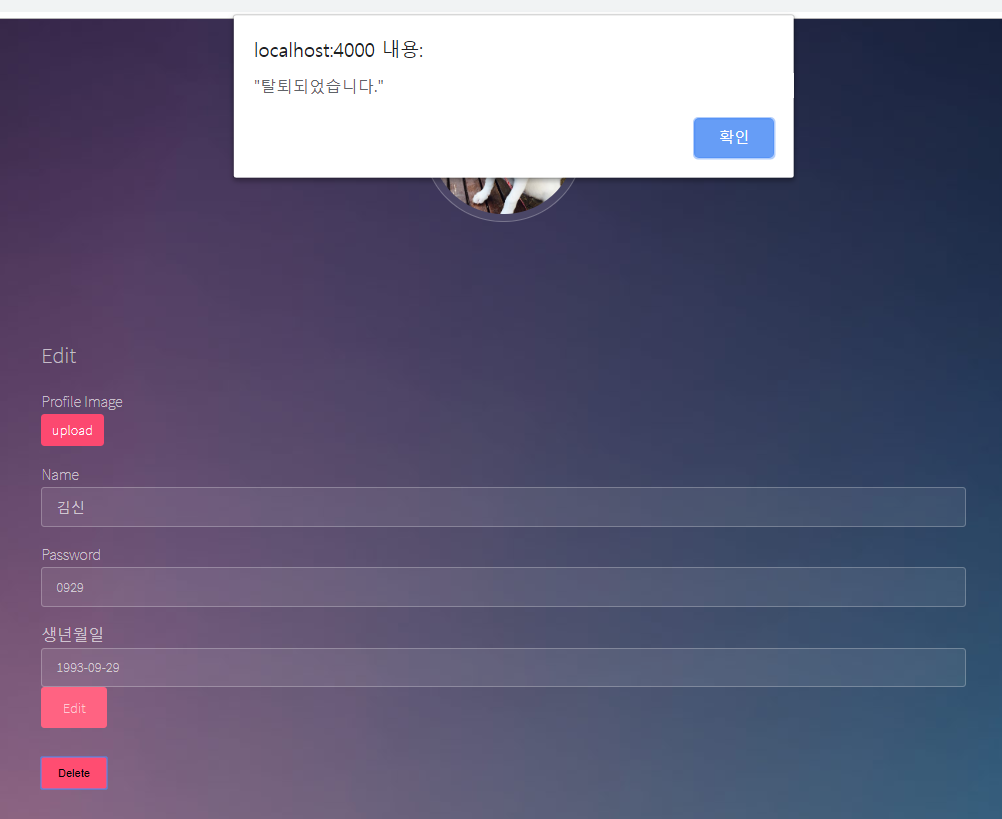 localhost:4000 내용:
"탈퇴되었습니다."
확인
Edit
Profile Image
upload
Name
김신
Password
0929
생년월일
1993-09-29
Edit
Delete